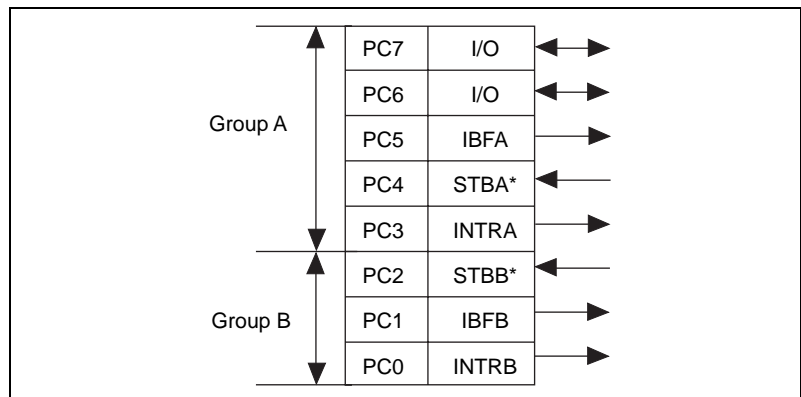 PC7 I/O
PC6 I/O
Group A
PC5 IBFA
PC4 STBA*
PC3 INTRA
PC2 STBB*
Group B
PC1 IBFB
PC0 INTRB